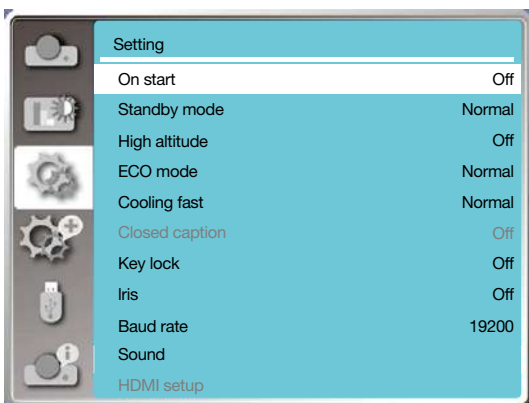 Setting
On start Off
Standby mode Normal
High altitude Off
ECO mode Normal
Cooling fast Normal
Closed caption Off
Key lock Off
Iris Off
Baud rate 19200
Sound
HDMI setup